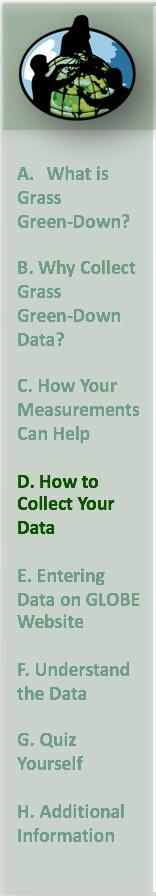 A. What is
Grass
Green-Down?
B. Why Collect
Grass
Green-Down
Data?
C. How Your
Measurements
Can Help
D. How to
Collect Your
Data
E. Entering
Data on GLOBE
Website
F. Understand
the Data
G. Quiz
Yourself
H. Additional
Information